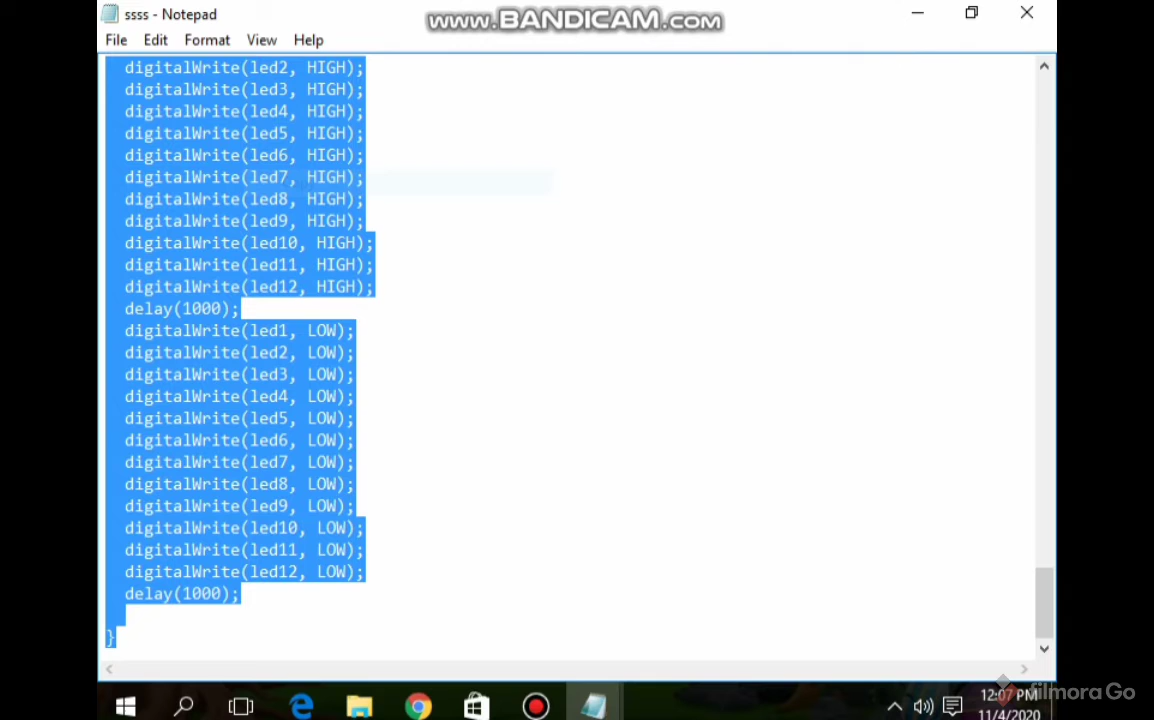 ssss - Notepad
www.BANDICAM.com
File Edit Format View Help
digitalWrite(led2, HIGH);
digitalWrite(led3, HIGH);
digitalWrite(led4, HIGH);
digitalWrite(led5, HIGH);
digitalWrite(led6, HIGH);
digitalWrite(led7, HIGH);
digitalWrite(led8, HIGH);
digitalWrite(led9, HIGH);
digitalWrite(led10, HIGH);
digitalWrite(led11, HIGH);
digitalWrite(led12, HIGH);
delay(1000);
digitalWrite(led1, LOW);
digitalWrite(led2, LOW);
digitalWrite(led3, LOW);
digitalWrite(led4, LOW);
digitalWrite(led5, LOW);
digitalWrite(led6, LOW);
digitalWrite(led7, LOW);
digitalWrite(led8, LOW);
digitalWrite(led9, LOW);
digitalWrite(led10, LOW);
digitalWrite(led11, LOW);
digitalWrite(led12, LOW);
delay(1000);
}
12:07 PM
filmora Go
11/4/2020